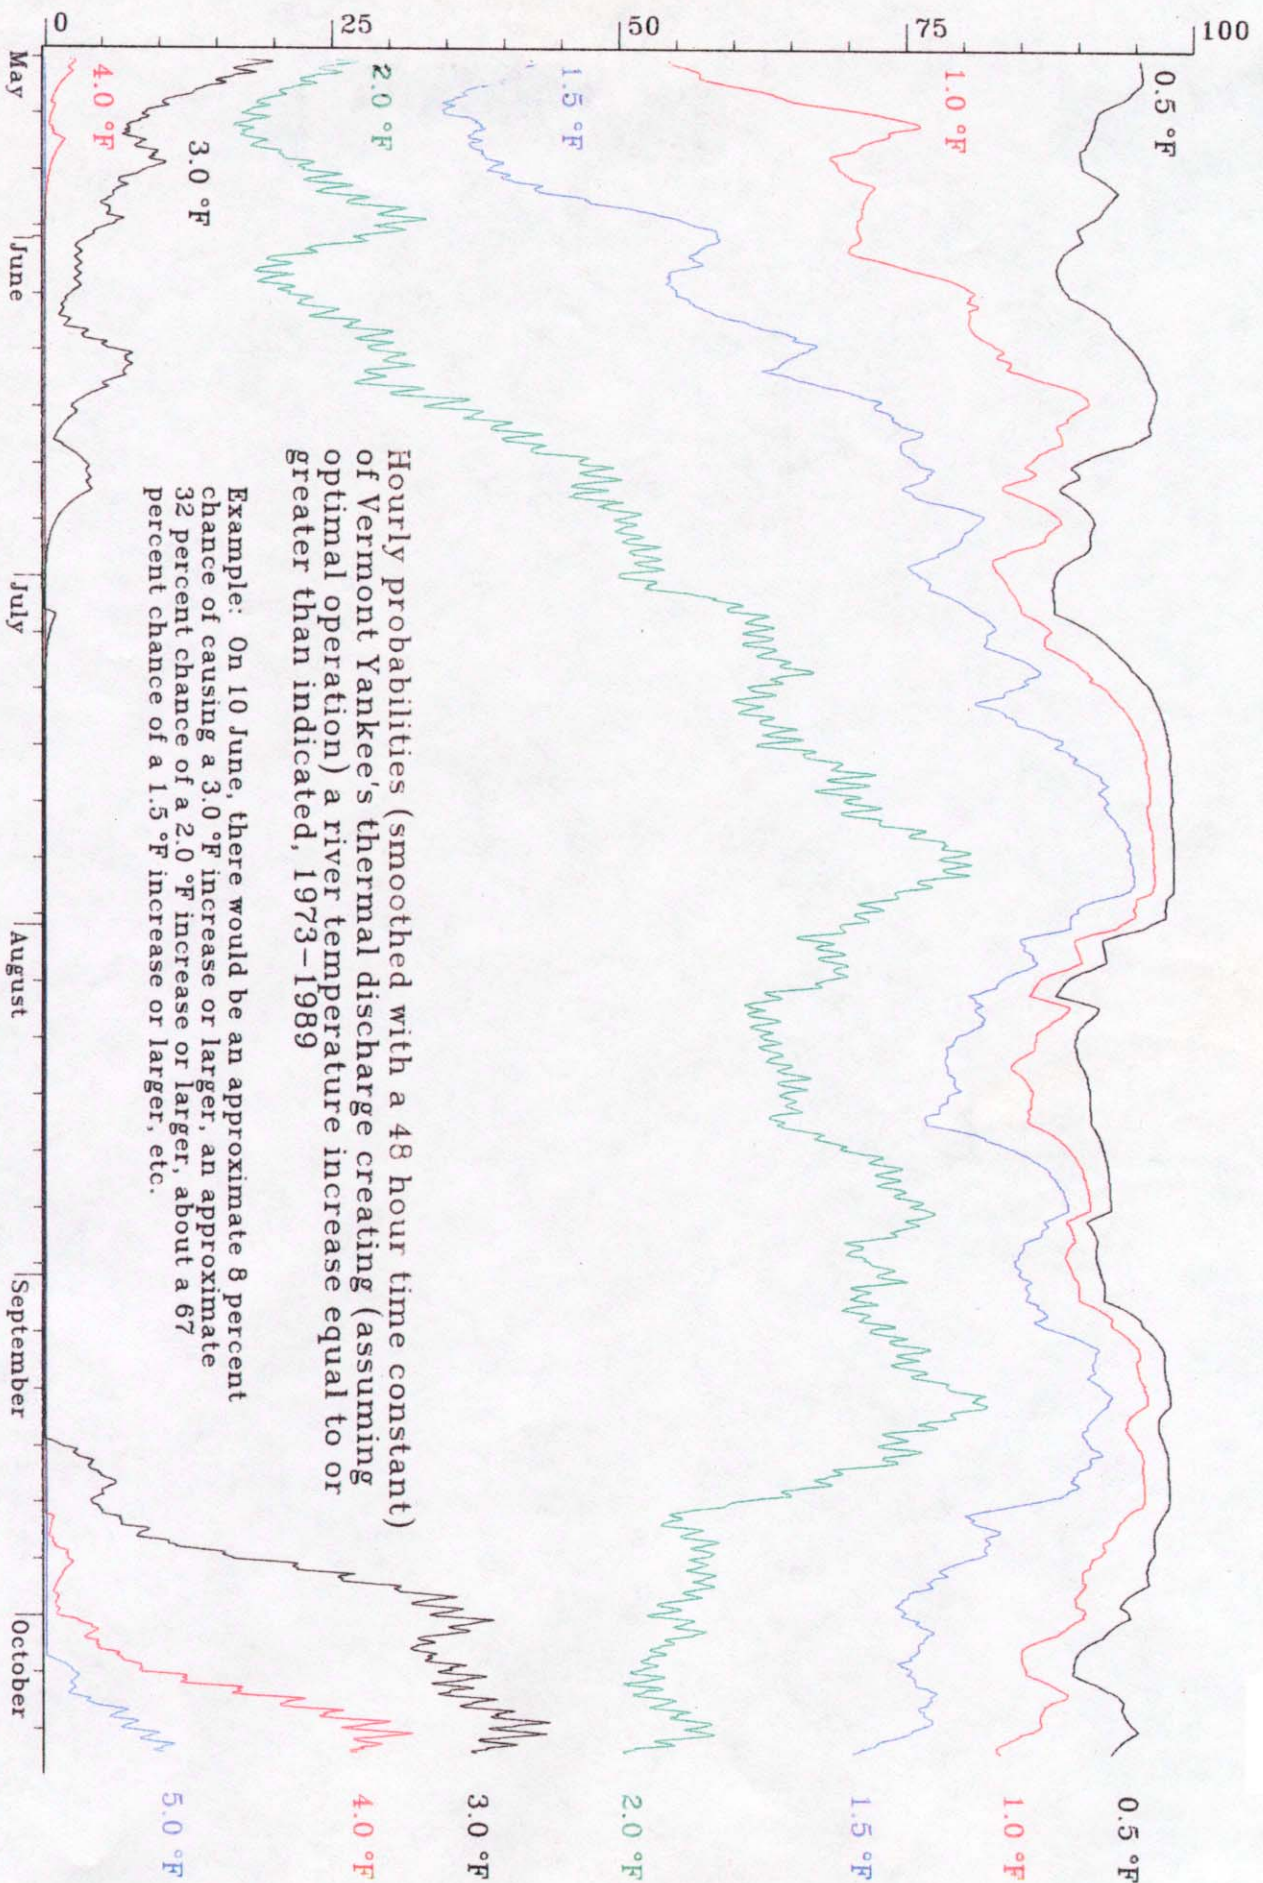 100
75
50
25
0
0.5 °F
1.0 °F
1.5 °F
2.0 °F
3.0 °F
4.0 °F
Hourly probabilities (smoothed with a 48 hour time constant)
of Vermont Yankee's thermal discharge creating (assuming
optimal operation) a river temperature increase equal to or
greater than indicated, 1973–1989
Example: On 10 June, there would be an approximate 8 percent
chance of causing a 3.0 °F increase or larger, an approximate
32 percent chance of a 2.0 °F increase or larger, about a 67
percent chance of a 1.5 °F increase or larger, etc.
0.5 °F
1.0 °F
1.5 °F
2.0 °F
3.0 °F
4.0 °F
5.0 °F
May
June
July
August
September
October